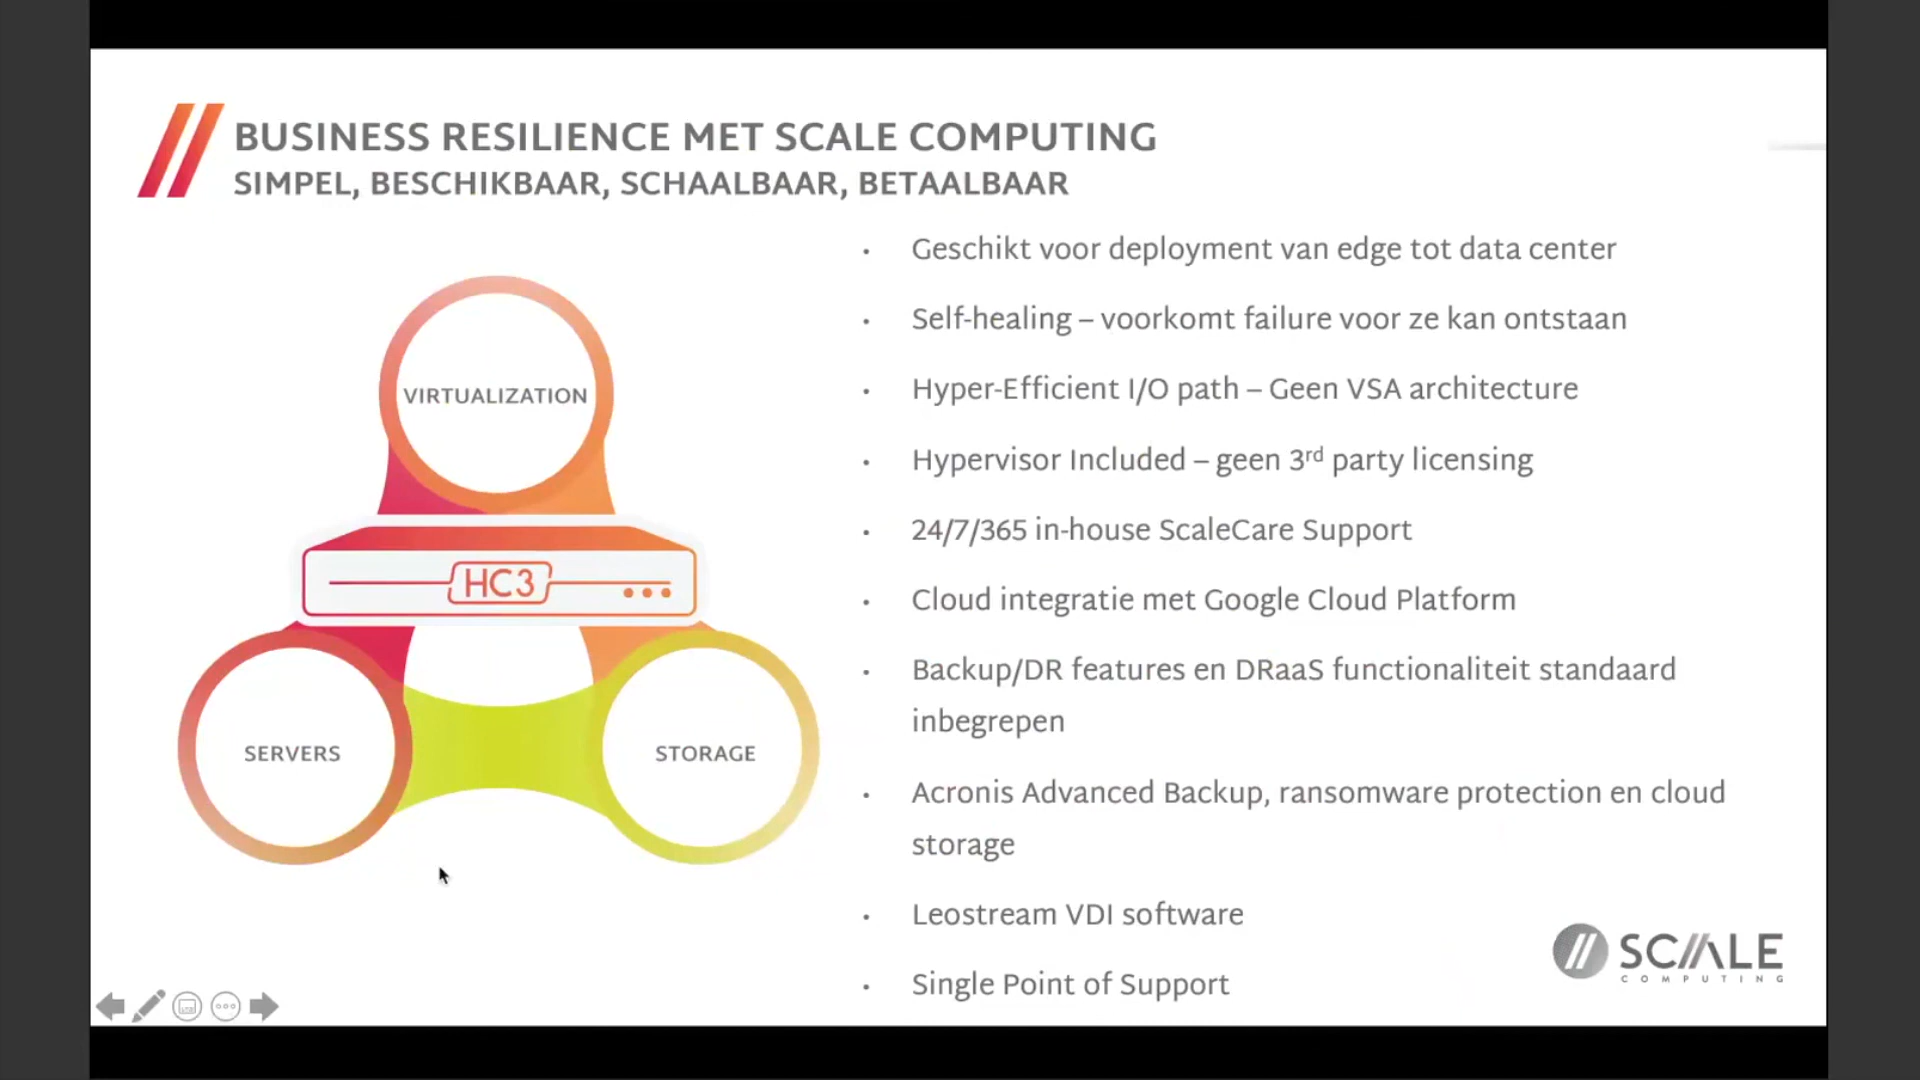 BUSINESS RESILIENCE MET SCALE COMPUTING
SIMPEL, BESCHIKBAAR, SCHAALBAAR, BETAALBAAR
VIRTUALIZATION
HC3
SERVERS
STORAGE
• Geschikt voor deployment van edge tot data center
• Self-healing – voorkomt failure voor ze kan ontstaan
• Hyper-Efficient I/O path – Geen VSA architecture
• Hypervisor Included – geen 3rd party licensing
• 24/7/365 in-house ScaleCare Support
• Cloud integratie met Google Cloud Platform
• Backup/DR features en DRaaS functionaliteit standaard
inbegrepen
• Acronis Advanced Backup, ransomware protection en cloud
storage
• Leostream VDI software
• Single Point of Support
SCALE
COMPUTING